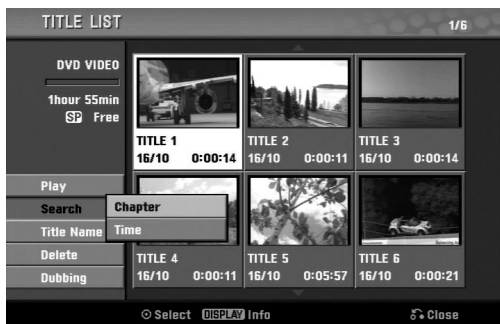 TITLE LIST 1/6
DVD VIDEO
1hour 55min
SP Free
TITLE 1
16/10 0:00:14
TITLE 2
16/10 0:00:11
TITLE 3
16/10 0:00:14
Play
Search
Title Name
Delete
Dubbing
Chapter
Time
TITLE 4
16/10 0:00:11
TITLE 5
16/10 0:05:57
TITLE 6
16/10 0:00:21
Select DISPLAY Info Close